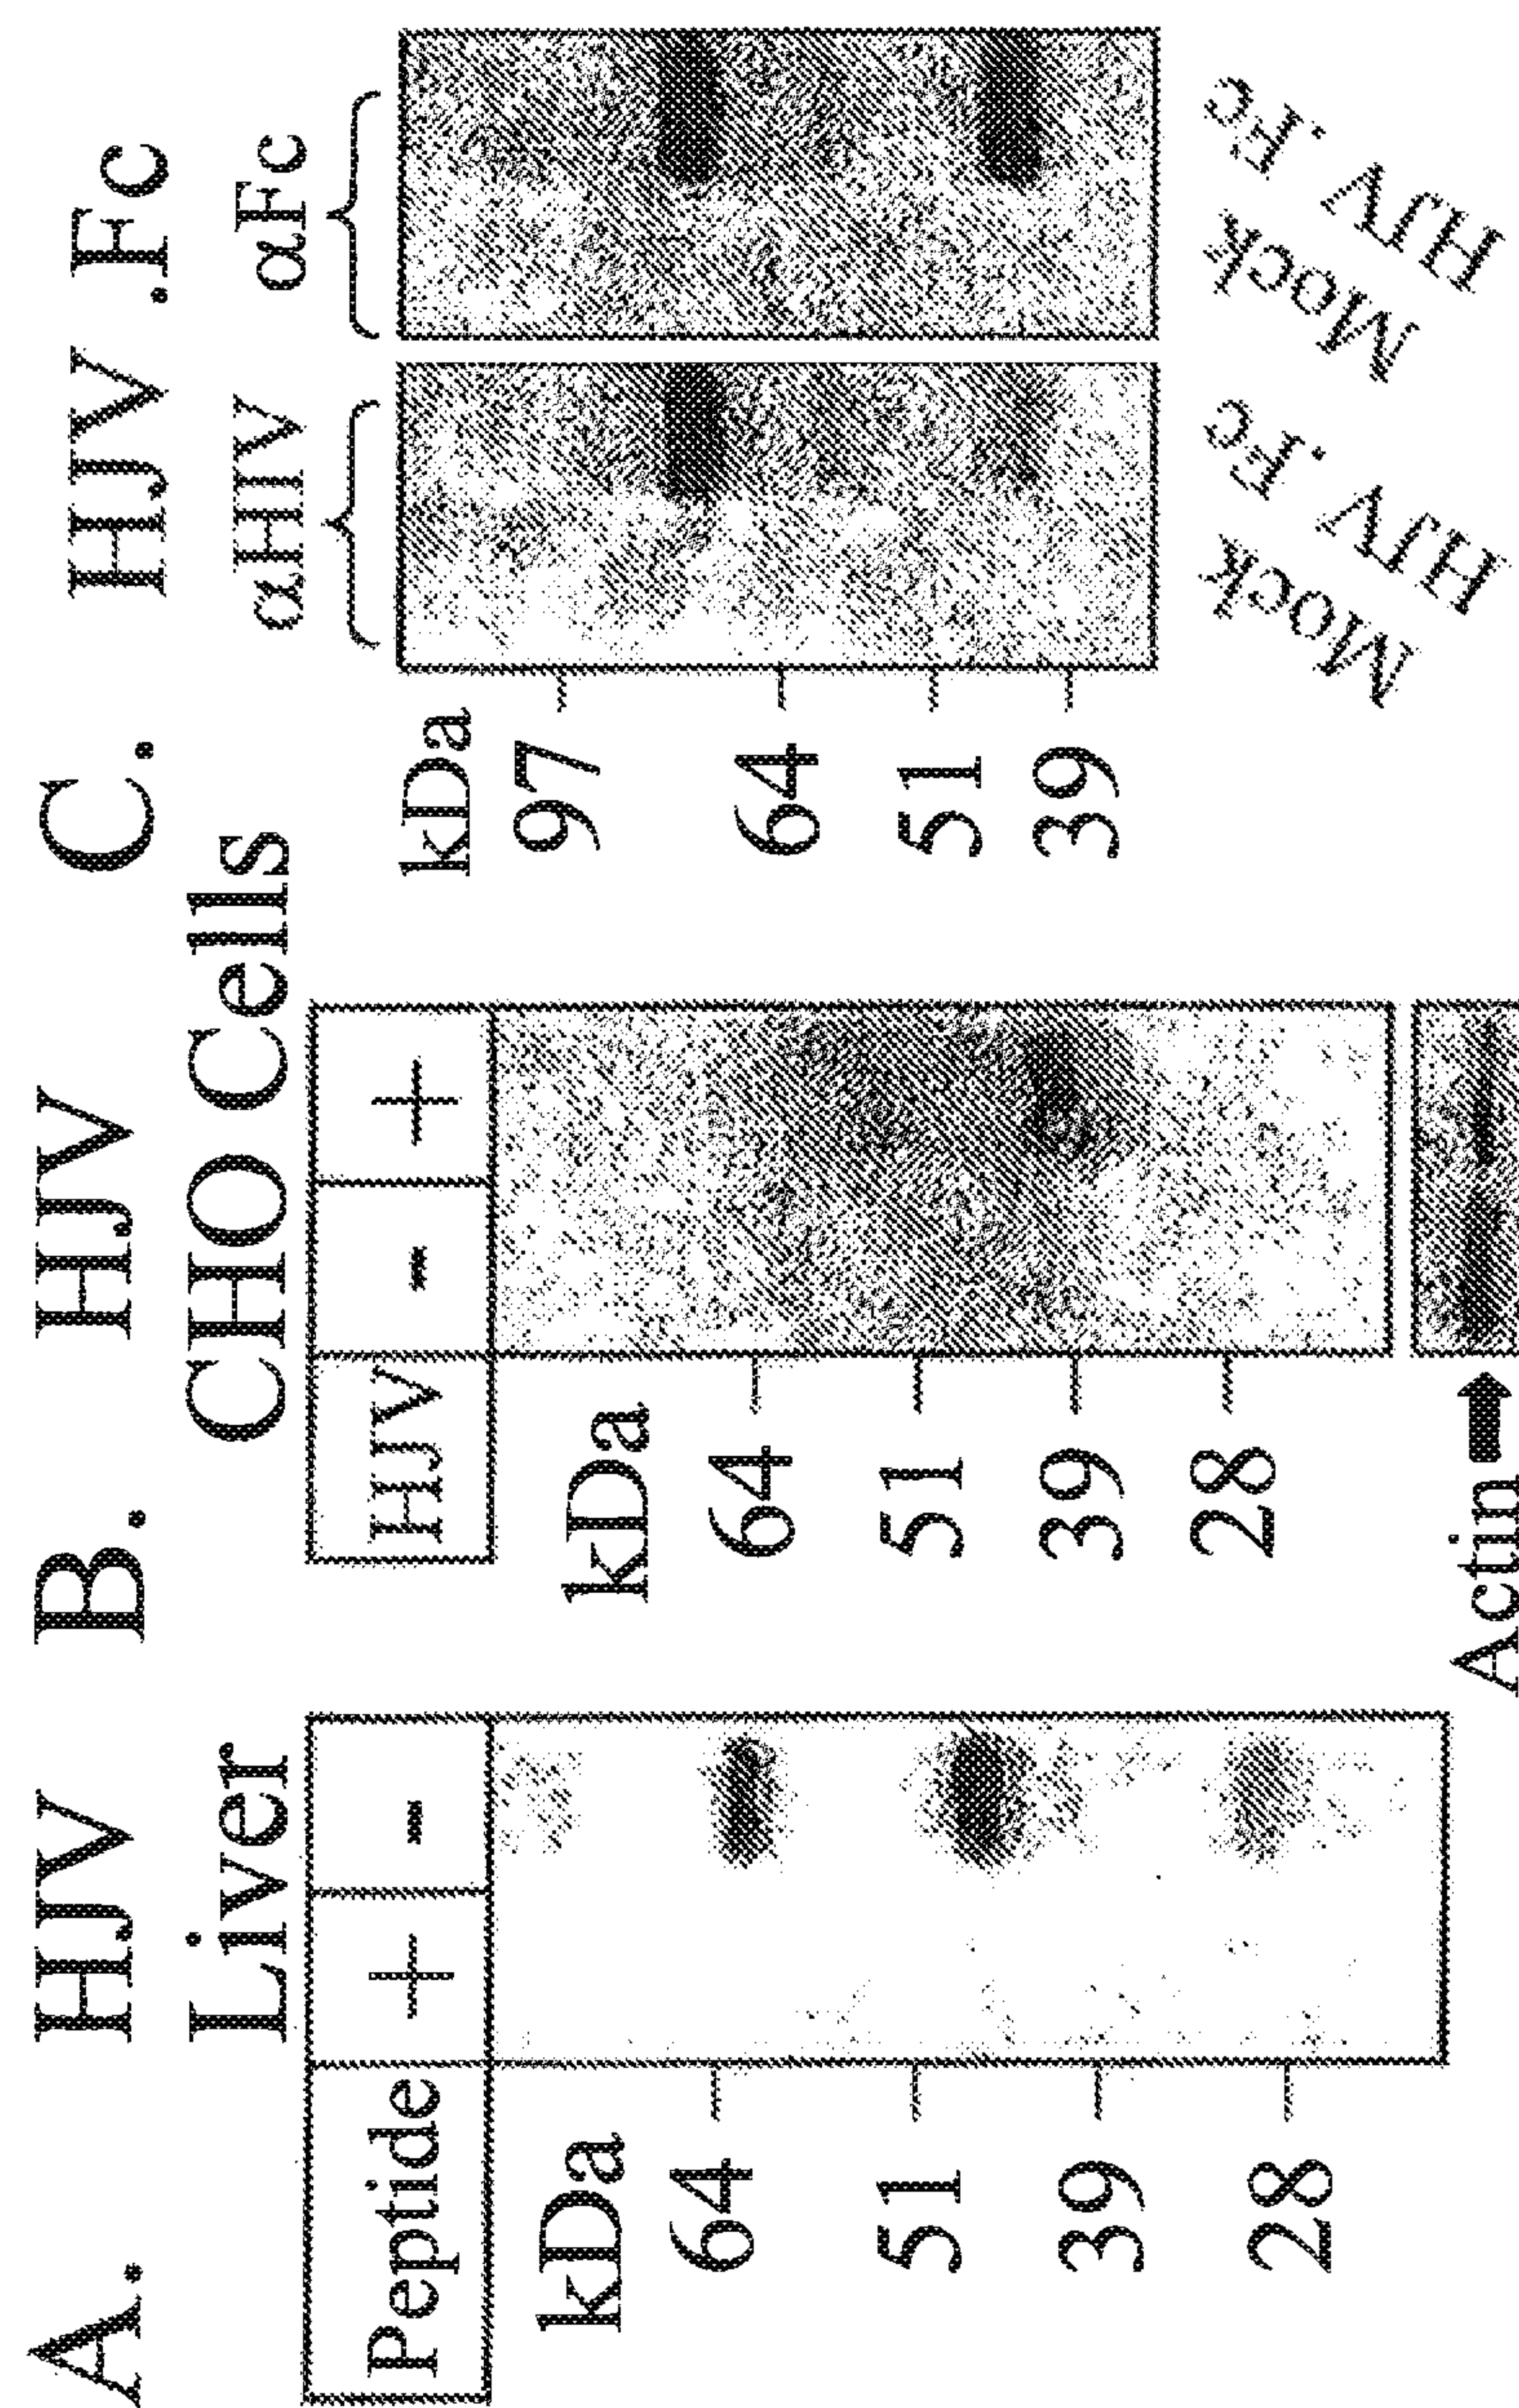 A.
HJV
Liver
Peptide + -
kDa
64
51
39
28
B.
HJV
CHO Cells
HJV - +
kDa
64
51
39
28
Actin
C.
HJV .Fc
αHIV αFc
kDa
97
64
51
39
Mock HJV .Fc Mock HJV .Fc